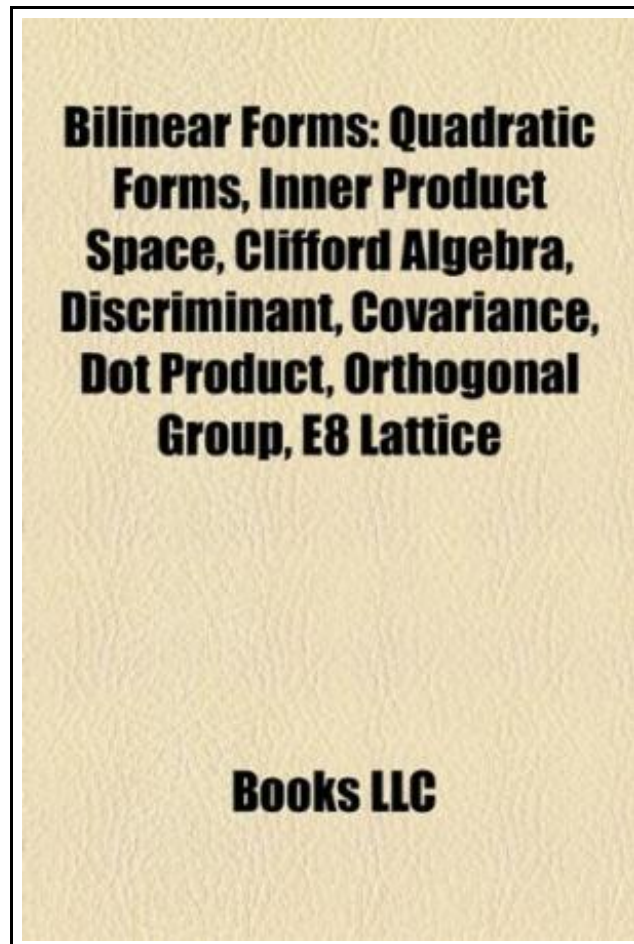 Bilinear Forms: Quadratic
Forms, Inner Product
Space, Clifford Algebra,
Discriminant, Covariance,
Dot Product, Orthogonal
Group, E8 Lattice
Books LLC